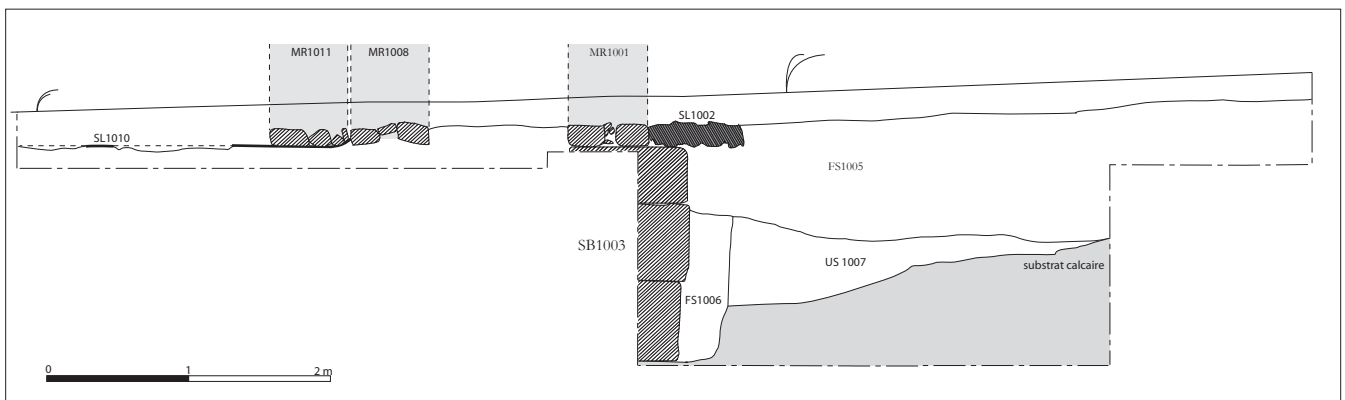 MR1011 MR1008 MR1001
SL1002
SL1010
FS1005
SB1003
US 1007
substrat calcaire
FS1006
0 1 2 m